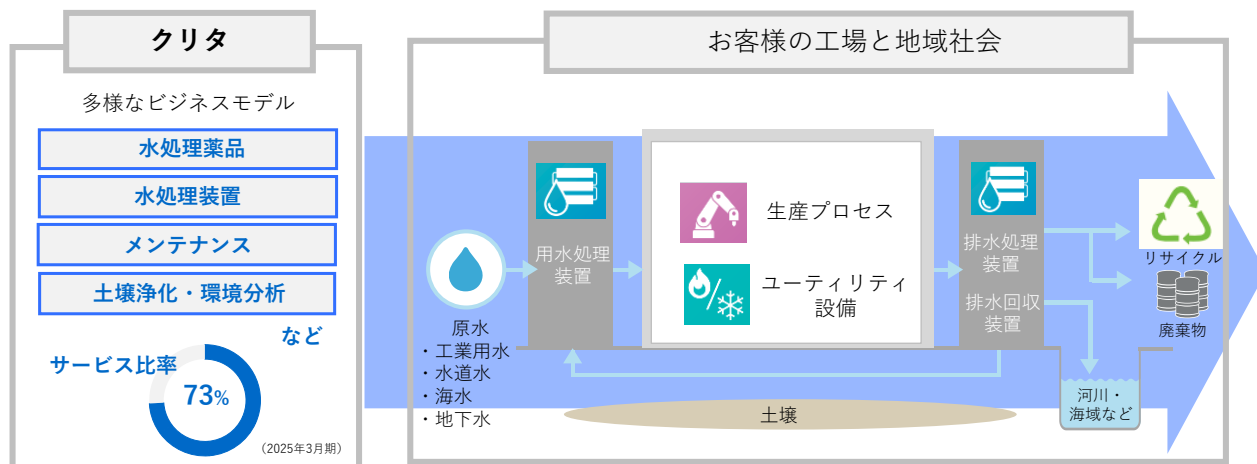 クリタ
多様なビジネスモデル
水処理薬品
水処理装置
メンテナンス
土壌浄化・環境分析
など
サービス比率
73%
(2025年3月期)
お客様の工場と地域社会
原水
・工業用水
・水道水
・海水
・地下水
用水処理
装置
生産プロセス
ユーティリティ
設備
排水処理
装置
排水回収
装置
リサイクル
廃棄物
河川・
海域など
土壌